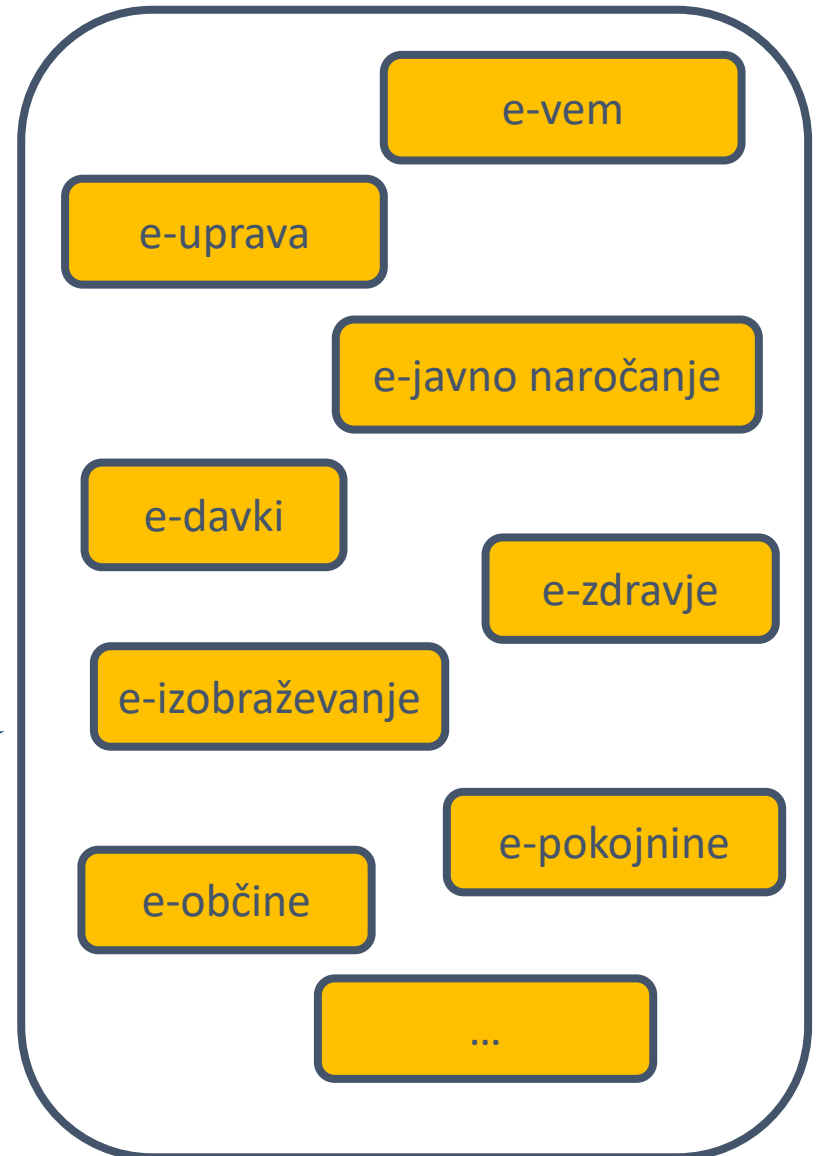 e-vem
e-uprava
e-javno naročanje
e-davki
e-zdravje
e-izobraževanje
e-pokojnine
e-občine
...